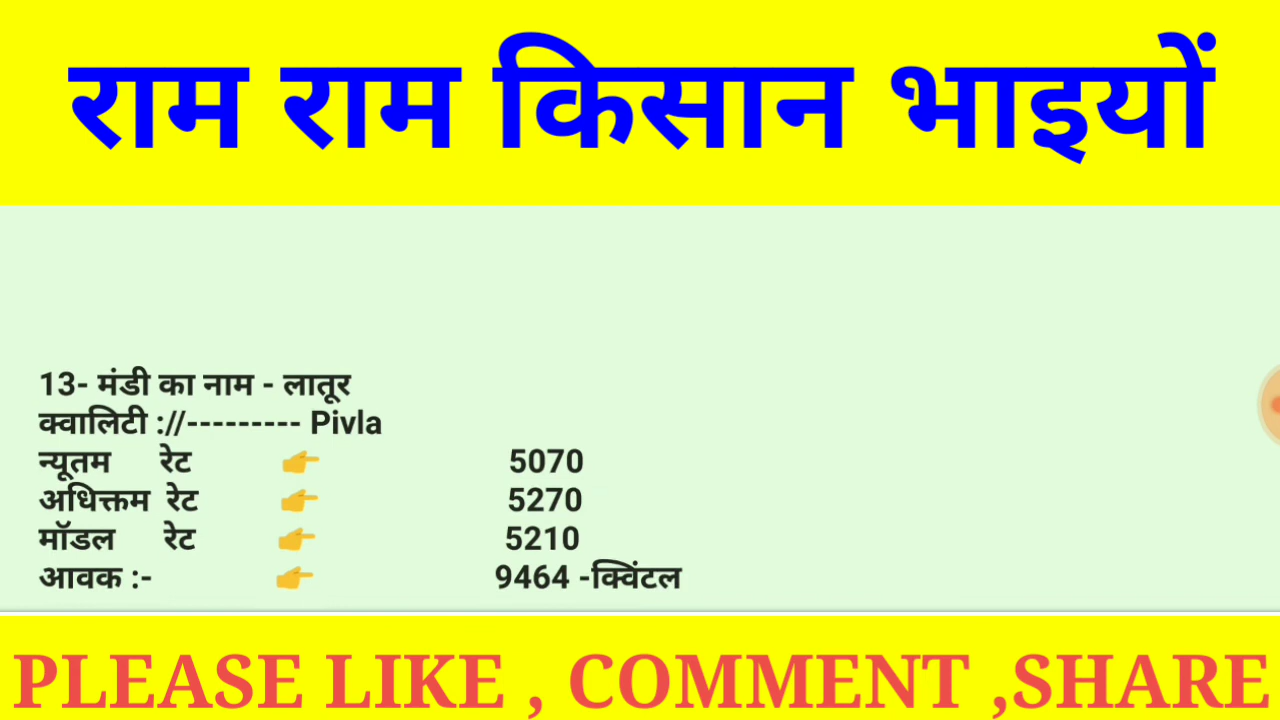 राम राम किसान भाइयों
13- मंडी का नाम - लातूर
क्वालिटी ://--------- Pivla
न्यूतम रेट 👉 5070
अधिक्तम रेट 👉 5270
मॉडल रेट 👉 5210
आवक :- 👉 9464 -क्विंटल
PLEASE LIKE , COMMENT ,SHARE